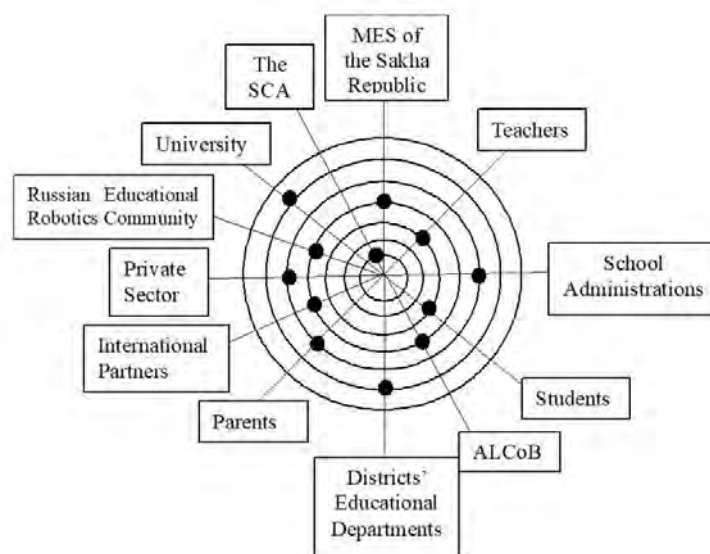 MES of
the Sakha
Republic
The
SCA
Teachers
University
Russian Educational
Robotics Community
Private
Sector
School
Administrations
International
Partners
Students
Parents
ALCoB
Districts’
Educational
Departments